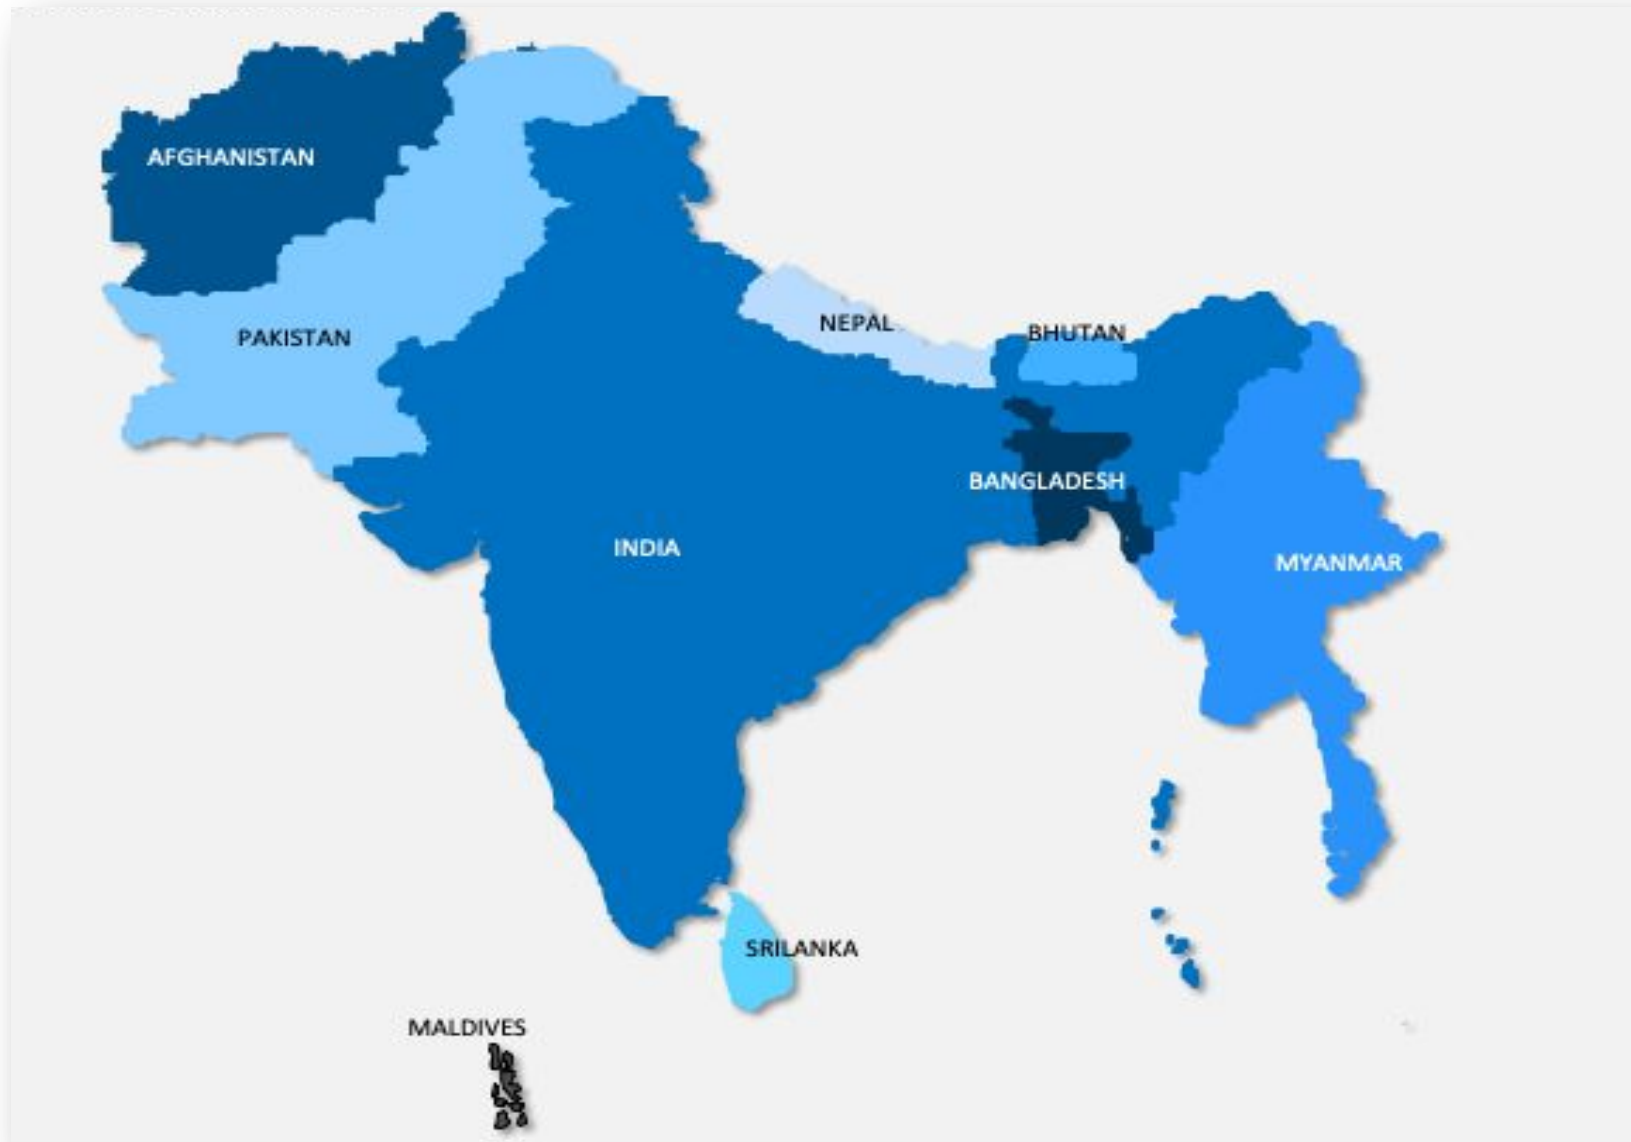 AFGHANISTAN
PAKISTAN
NEPAL
BHUTAN
BANGLADESH
INDIA
MYANMAR
SRILANKA
MALDIVES